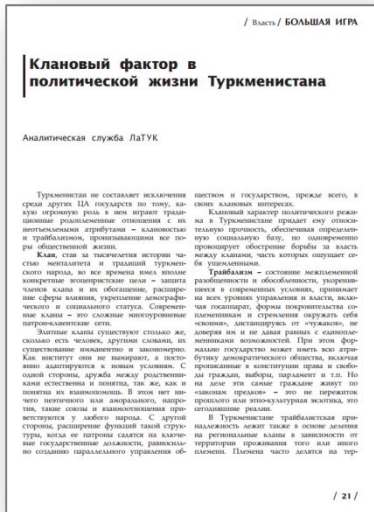 / Власть / БОЛЬШАЯ ИГРА
Клановый фактор в
политической жизни Туркменистана
Аналитическая служба ЛаТУК
Туркменистан не составляет исключения
среди других ЦА государств по тому, ка-
кую огромную роль в нем играют тради-
ционные родоплеменные отношения с их
неотъемлемыми атрибутами – клановостью
и трайбализмом, пронизывающими все по-
ры общественной жизни.
Клан, став за тысячелетия истории ча-
стью менталитета и традиций туркмен-
ского народа, во все времена имел вполне
конкретные эгоцентрические цели – защита
членов клана и их обогащение, расшире-
ние сферы влияния, укрепление демографи-
ческого и социального статуса. Современ-
ные кланы – это сложные многоуровневые
патрон-клиентские сети.
Элитные кланы существуют столько же,
сколько есть человек, другими словами, их
существование имманентно и закономерно.
Как институт они не вымирают, а посто-
янно адаптируются к новым условиям. С
одной стороны, дружба между родственни-
ками естественна и понятна, так же, как и
понятна их взаимопомощь. В этом нет ни-
чего неэтичного или аморального, напро-
тив, такие союзы и взаимоотношения при-
ветствуются у любого народа. С другой
стороны, расширение функций такой струк-
туры, когда ее патроны садятся на ключе-
вые государственные должности, равносиль-
но созданию параллельного управления об-
ществом и государством, прежде всего, в
своих клановых интересах.
Клановый характер политического режи-
ма в Туркменистане придает ему относи-
тельную прочность, обеспечивая определен-
ную социальную базу, но одновременно
провоцирует обострение борьбы за власть
между кланами, часть которых ощущает се-
бя ущемленными.
Трайбализм – состояние межплеменной
разобщенности и обособленности, укоренив-
шееся в современных условиях, принимает
на всех уровнях управления и власти, вклю-
чая госаппарат, формы покровительства со-
племенникам и стремления окружать себя
«своими», дистанцируясь от «чужаков», не
доверяя им и не давая равных с единопле-
менниками возможностей. При этом фор-
мально государство может иметь всю атри-
бутику демократического общества, включая
прописанные в конституции права и свобо-
ды граждан, выборы, парламент и т.п. Но
на деле эти самые граждане живут по
«законам предков» – это не пережиток
прошлого или этно-культурная экзотика, это
сегодняшние реалии.
В Туркменистане трайбалистская при-
надлежность лежит также в основе деления
на региональные кланы в зависимости от
территории проживания того или иного
племени. Племена часто делятся на тер-
/ 21 /